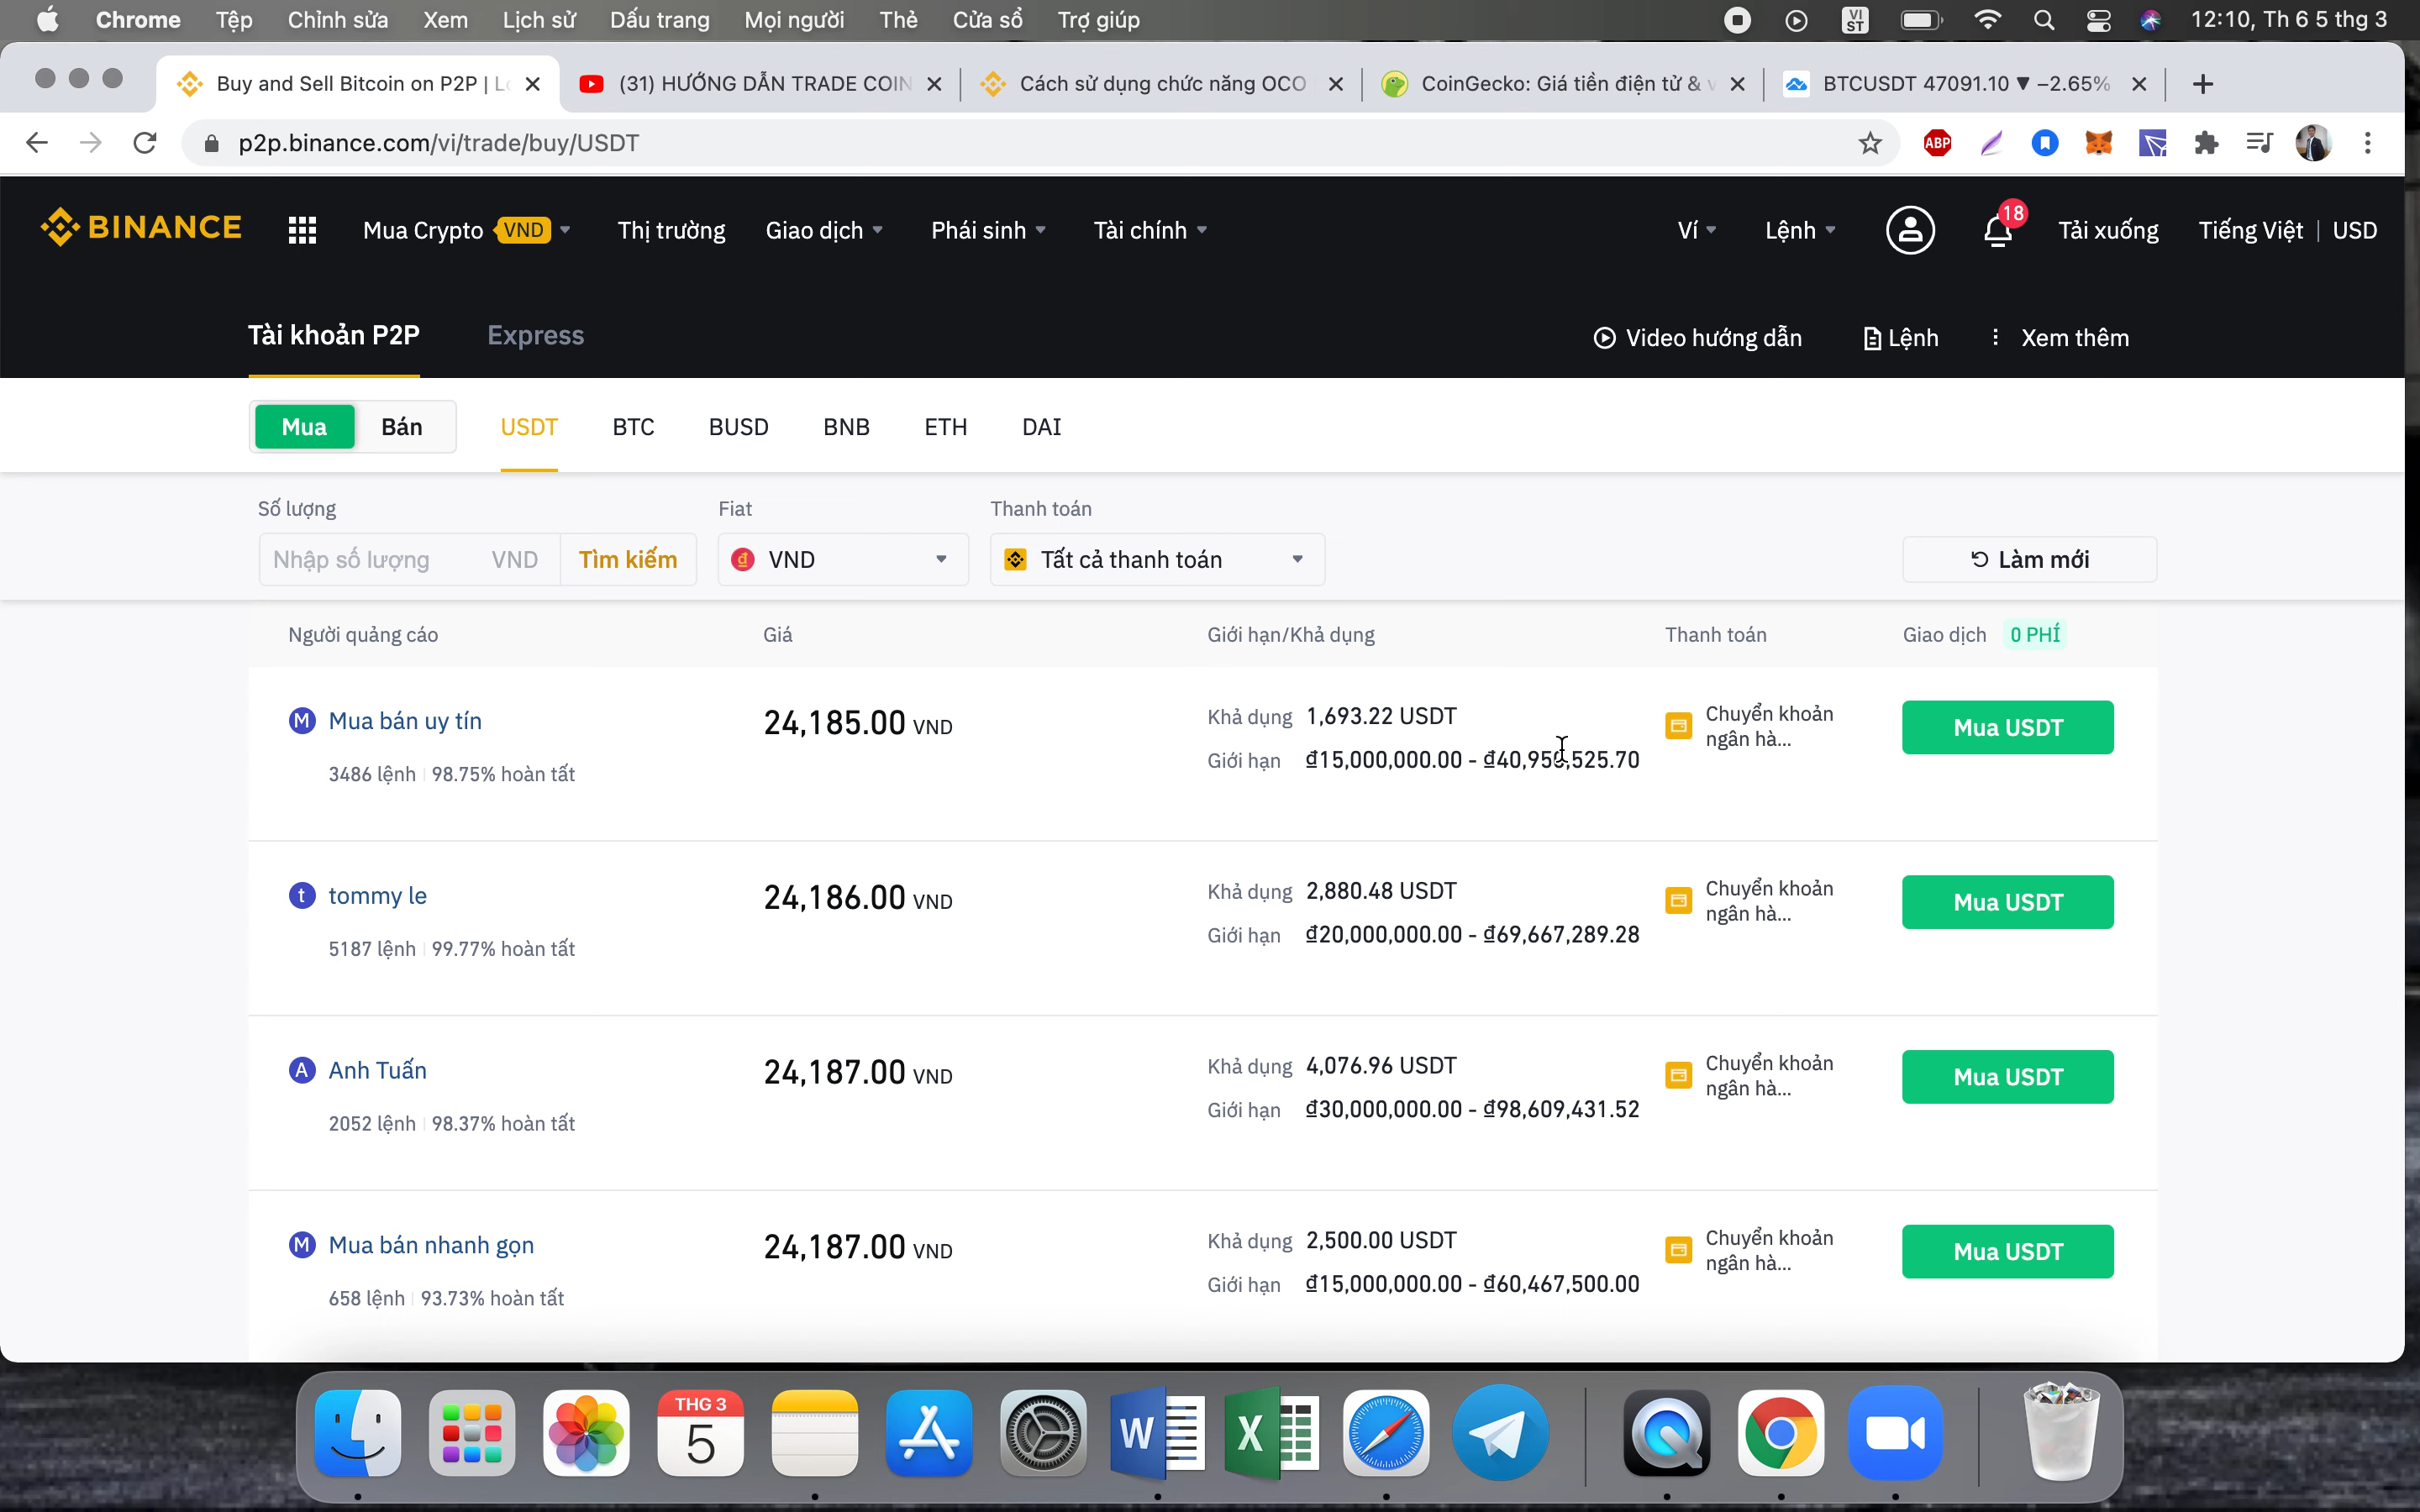 Chrome Tệp Chỉnh sửa Xem Lịch sử Dấu trang Mọi người Thẻ Cửa sổ Trợ giúp VI ST 12:10, Th 6 5 thg 3
Buy and Sell Bitcoin on P2P | (31) HƯỚNG DẪN TRADE COIN Cách sử dụng chức năng OCO CoinGecko: Giá tiền điện tử & BTCUSDT 47091.10 ▼ −2.65%
p2p.binance.com/vi/trade/buy/USDT ABP
BINANCE Mua Crypto VND Thị trường Giao dịch Phái sinh Tài chính Ví Lệnh 18 Tải xuống Tiếng Việt | USD
Tài khoản P2P Express Video hướng dẫn Lệnh Xem thêm
Mua Bán USDT BTC BUSD BNB ETH DAI
Số lượng Fiat Thanh toán
Nhập số lượng VND Tìm kiếm đ VND Tất cả thanh toán Làm mới
Người quảng cáo Giá Giới hạn/Khả dụng Thanh toán Giao dịch 0 PHÍ
M Mua bán uy tín 24,185.00 VND Khả dụng 1,693.22 USDT Chuyển khoản ngân hà... Mua USDT
3486 lệnh | 98.75% hoàn tất Giới hạn ₫15,000,000.00 - ₫40,950,525.70
t tommy le 24,186.00 VND Khả dụng 2,880.48 USDT Chuyển khoản ngân hà... Mua USDT
5187 lệnh | 99.77% hoàn tất Giới hạn ₫20,000,000.00 - ₫69,667,289.28
A Anh Tuấn 24,187.00 VND Khả dụng 4,076.96 USDT Chuyển khoản ngân hà... Mua USDT
2052 lệnh | 98.37% hoàn tất Giới hạn ₫30,000,000.00 - ₫98,609,431.52
M Mua bán nhanh gọn 24,187.00 VND Khả dụng 2,500.00 USDT Chuyển khoản ngân hà... Mua USDT
658 lệnh | 93.73% hoàn tất Giới hạn ₫15,000,000.00 - ₫60,467,500.00
THG 3
5 W X